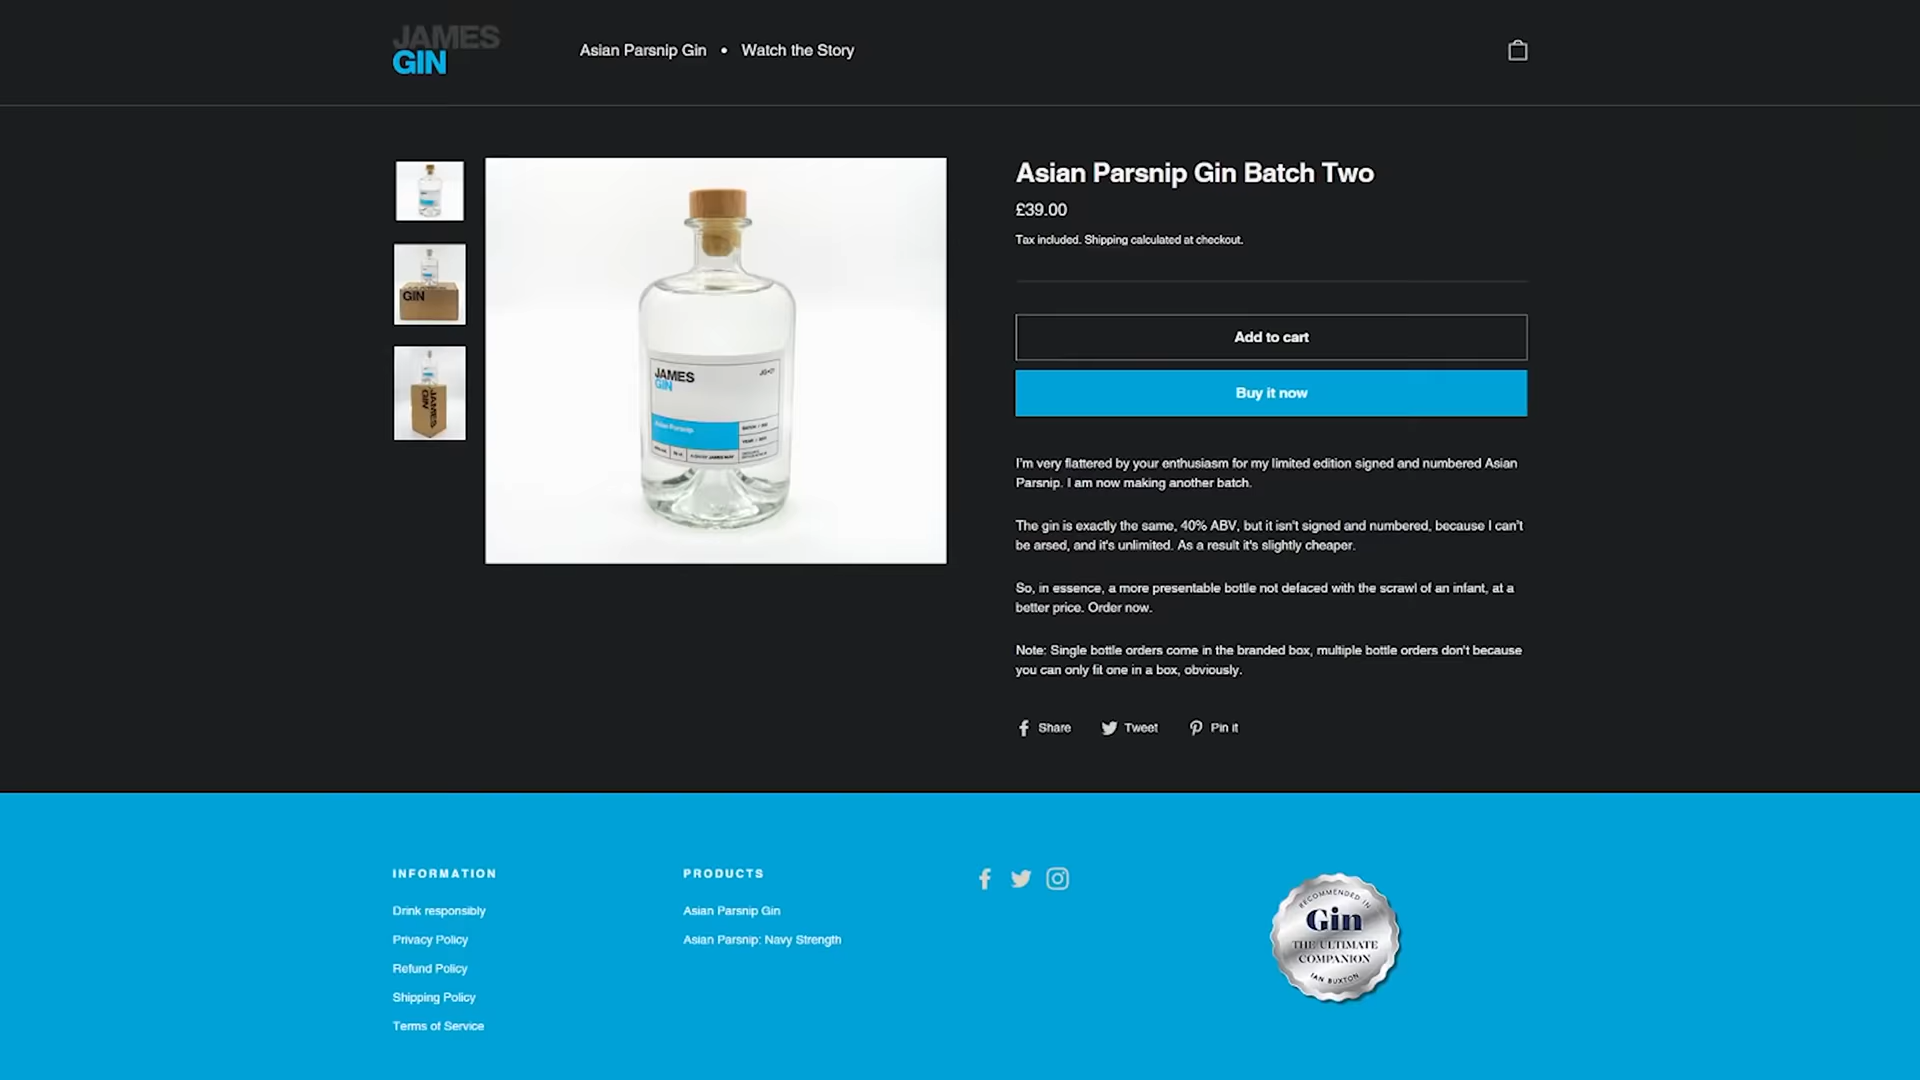 JAMES
GIN
Asian Parsnip Gin • Watch the Story
GIN
JAMES
GIN
JAMES
GIN
Asian Parsnip
Asian Parsnip Gin Batch Two
£39.00
Tax included. Shipping calculated at checkout.
Add to cart
Buy it now
I'm very flattered by your enthusiasm for my limited edition signed and numbered Asian
Parsnip. I am now making another batch.
The gin is exactly the same, 40% ABV, but it isn't signed and numbered, because I can't
be arsed, and it's unlimited. As a result it's slightly cheaper.
So, in essence, a more presentable bottle not defaced with the scrawl of an infant, at a
better price. Order now.
Note: Single bottle orders come in the branded box, multiple bottle orders don't because
you can only fit one in a box, obviously.
Share Tweet Pin it
INFORMATION
Drink responsibly
Privacy Policy
Refund Policy
Shipping Policy
Terms of Service
PRODUCTS
Asian Parsnip Gin
Asian Parsnip: Navy Strength
RECOMMENDED IN
Gin
THE ULTIMATE
COMPANION
IAN BUXTON